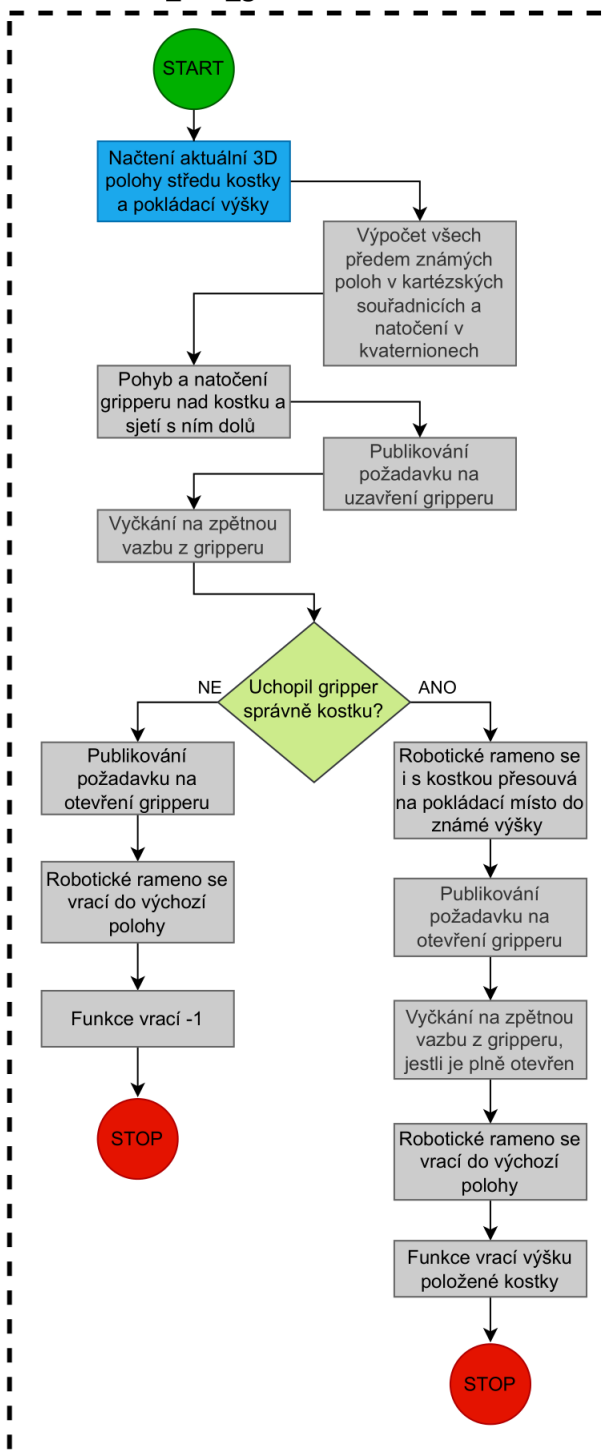 START
Načtení aktuální 3D
polohy středu kostky
a pokládací výšky
Výpočet všech
předem známých
poloh v kartézských
souřadnicích a
natočení v
kvaternionech
Pohyb a natočení
gripperu nad kostku a
sjetí s ním dolů
Publikování
požadavku na
uzavření gripperu
Vyčkání na zpětnou
vazbu z gripperu
Uchopil gripper
správně kostku?
NE
ANO
Publikování
požadavku na
otevření gripperu
Robotické rameno se
vrací do výchozí
polohy
Funkce vrací -1
STOP
Robotické rameno se
i s kostkou přesouvá
na pokládací místo do
známé výšky
Publikování
požadavku na
otevření gripperu
Vyčkání na zpětnou
vazbu z gripperu,
jestli je plně otevřen
Robotické rameno se
vrací do výchozí
polohy
Funkce vrací výšku
položené kostky
STOP